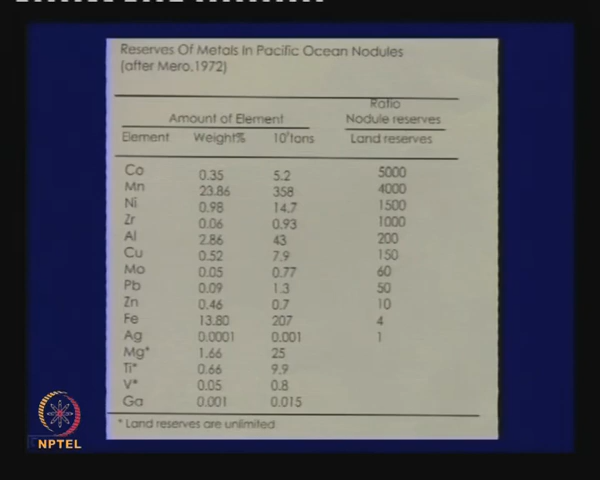 Reserves Of Metals In Pacific Ocean Nodules
(after Mero,1972)
Ratio
Amount of Element Nodule reserves
Element Weight% tons Land reserves
Co 0.35 5.2 5000
Mn 23.86 358 4000
Ni 0.98 14.7 1500
Zr 0.06 0.93 1000
Al 2.86 43 200
Cu 0.52 7.9 150
Mo 0.05 0.77 60
Pb 0.09 1.3 50
Zn 0.46 0.7 10
Fe 13.80 207 4
Ag 0.0001 0.001 1
Mg* 1.66 25
Ti* 0.66 9.9
V* 0.05 0.8
Ga 0.001 0.015
* Land reserves are unlimited
NPTEL